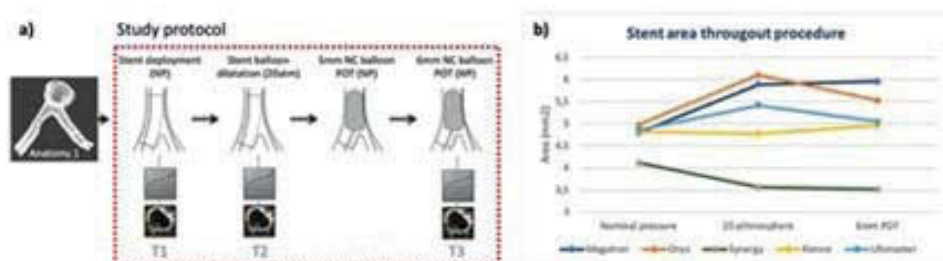 a)
Study protocol
Stent deployment
(NP)
Stent balloon
dilatation (20atm)
5mm NC balloon
POT (NP)
6mm NC balloon
POT (NP)
Anatomy 1
T1
T2
T3
b)
Stent area througout procedure
Area (mm2)
6,5
6
5,5
5
4,5
4
3,5
3
Nominal pressure
20 athmosphere
6mm POT
Megatron
Onyx
Synergy
Xience
Ultimaster